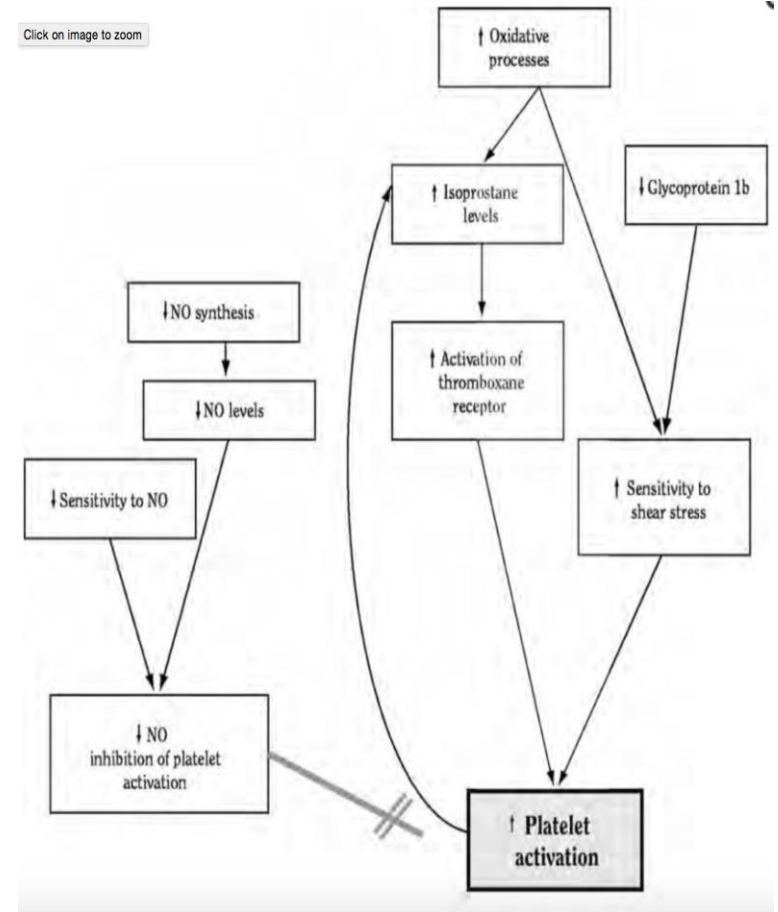 Click on image to zoom
↑ Oxidative
processes
↑ Isoprostane
levels
↓ Glycoprotein 1b
↓ NO synthesis
↑ Activation of
thromboxane
receptor
↓ NO levels
↓ Sensitivity to NO
↑ Sensitivity to
shear stress
↓ NO
inhibition of platelet
activation
↑ Platelet
activation